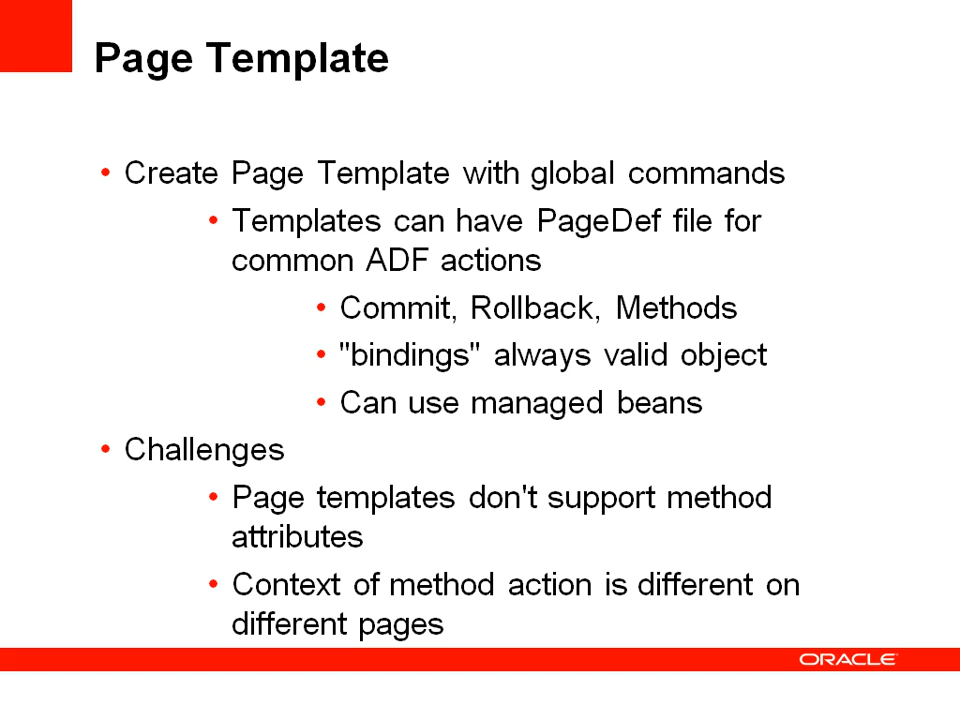 Page Template
• Create Page Template with global commands
• Templates can have PageDef file for
common ADF actions
• Commit, Rollback, Methods
• "bindings" always valid object
• Can use managed beans
• Challenges
• Page templates don't support method
attributes
• Context of method action is different on
different pages
ORACLE